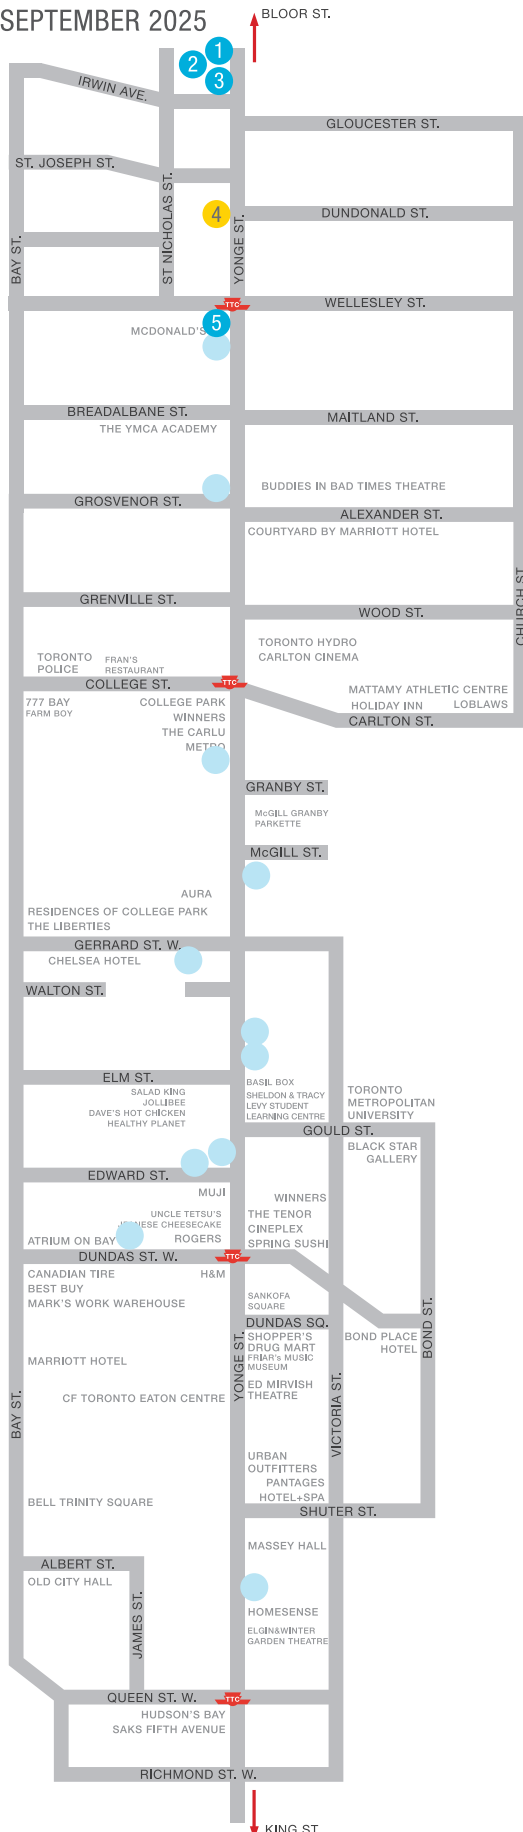 SEPTEMBER 2025
BLOOR ST.
1
2
3
IRWIN AVE.
GLOUCESTER ST.
ST. JOSEPH ST.
ST NICHOLAS ST.
4
DUNDONALD ST.
YONGE ST.
BAY ST.
TTC
WELLESLEY ST.
5
MCDONALD'S
BREADALBANE ST.
MAITLAND ST.
THE YMCA ACADEMY
BUDDIES IN BAD TIMES THEATRE
GROSVENOR ST.
ALEXANDER ST.
COURTYARD BY MARRIOTT HOTEL
CHURCH ST.
GRENVILLE ST.
WOOD ST.
TORONTO HYDRO
CARLTON CINEMA
TORONTO
POLICE
FRAN'S
RESTAURANT
COLLEGE ST.
TTC
MATTAMY ATHLETIC CENTRE
HOLIDAY INN
LOBLAWS
CARLTON ST.
777 BAY
FARM BOY
COLLEGE PARK
WINNERS
THE CARLU
METRO
GRANBY ST.
McGILL GRANBY
PARKETTE
McGILL ST.
AURA
RESIDENCES OF COLLEGE PARK
THE LIBERTIES
GERRARD ST. W.
CHELSEA HOTEL
WALTON ST.
ELM ST.
SALAD KING
JOLLIBEE
DAVE'S HOT CHICKEN
HEALTHY PLANET
BASIL BOX
SHELDON & TRACY
LEVY STUDENT
LEARNING CENTRE
TORONTO
METROPOLITAN
UNIVERSITY
GOULD ST.
BLACK STAR
GALLERY
EDWARD ST.
MUJI
WINNERS
UNCLE TETSU'S
CHEESECAKE
ROGERS
THE TENOR
CINEPLEX
SPRING SUSHI
ATRIUM ON BAY
DUNDAS ST. W.
TTC
CANADIAN TIRE
BEST BUY
MARK'S WORK WAREHOUSE
H&M
SANKOFA
SQUARE
DUNDAS SQ.
SHOPPER'S
DRUG MART
FRIAR's MUSIC
MUSEUM
BOND PLACE
HOTEL
BOND ST.
MARRIOTT HOTEL
ED MIRVISH
THEATRE
CF TORONTO EATON CENTRE
YONGE ST.
VICTORIA ST.
BAY ST.
URBAN
OUTFITTERS
PANTAGES
HOTEL+SPA
BELL TRINITY SQUARE
SHUTER ST.
MASSEY HALL
ALBERT ST.
OLD CITY HALL
JAMES ST.
HOMESENSE
ELGIN&WINTER
GARDEN THEATRE
QUEEN ST. W.
TTC
HUDSON'S BAY
SAKS FIFTH AVENUE
RICHMOND ST. W.
KING ST.